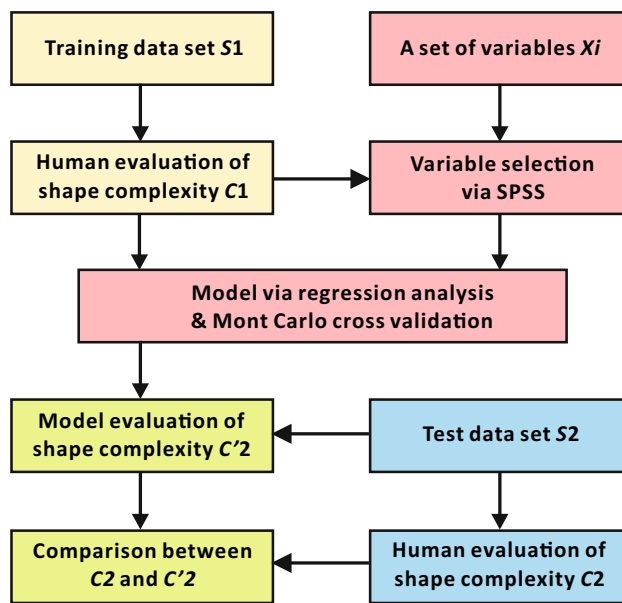 Training data set S1
A set of variables Xi
Human evaluation of
shape complexity C1
Variable selection
via SPSS
Model via regression analysis
& Mont Carlo cross validation
Model evaluation of
shape complexity C'2
Test data set S2
Comparison between
C2 and C'2
Human evaluation of
shape complexity C2